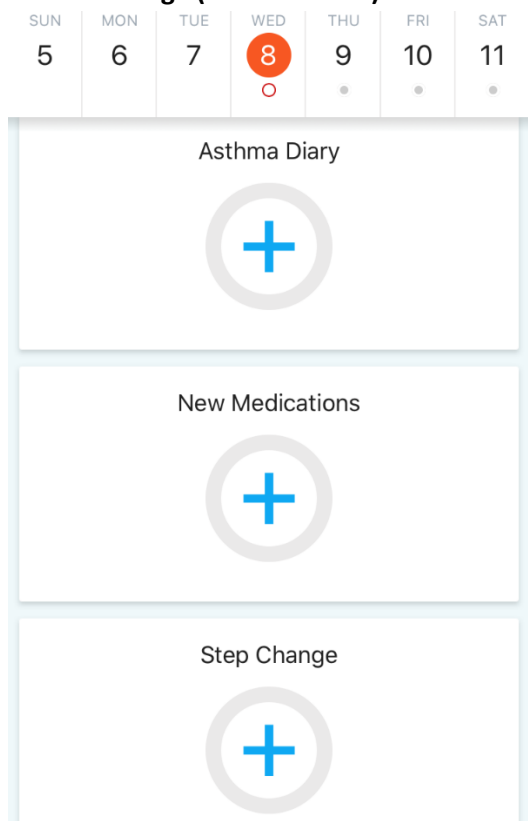 SUN MON TUE WED THU FRI SAT
5 6 7 8 9 10 11
Asthma Diary
New Medications
Step Change